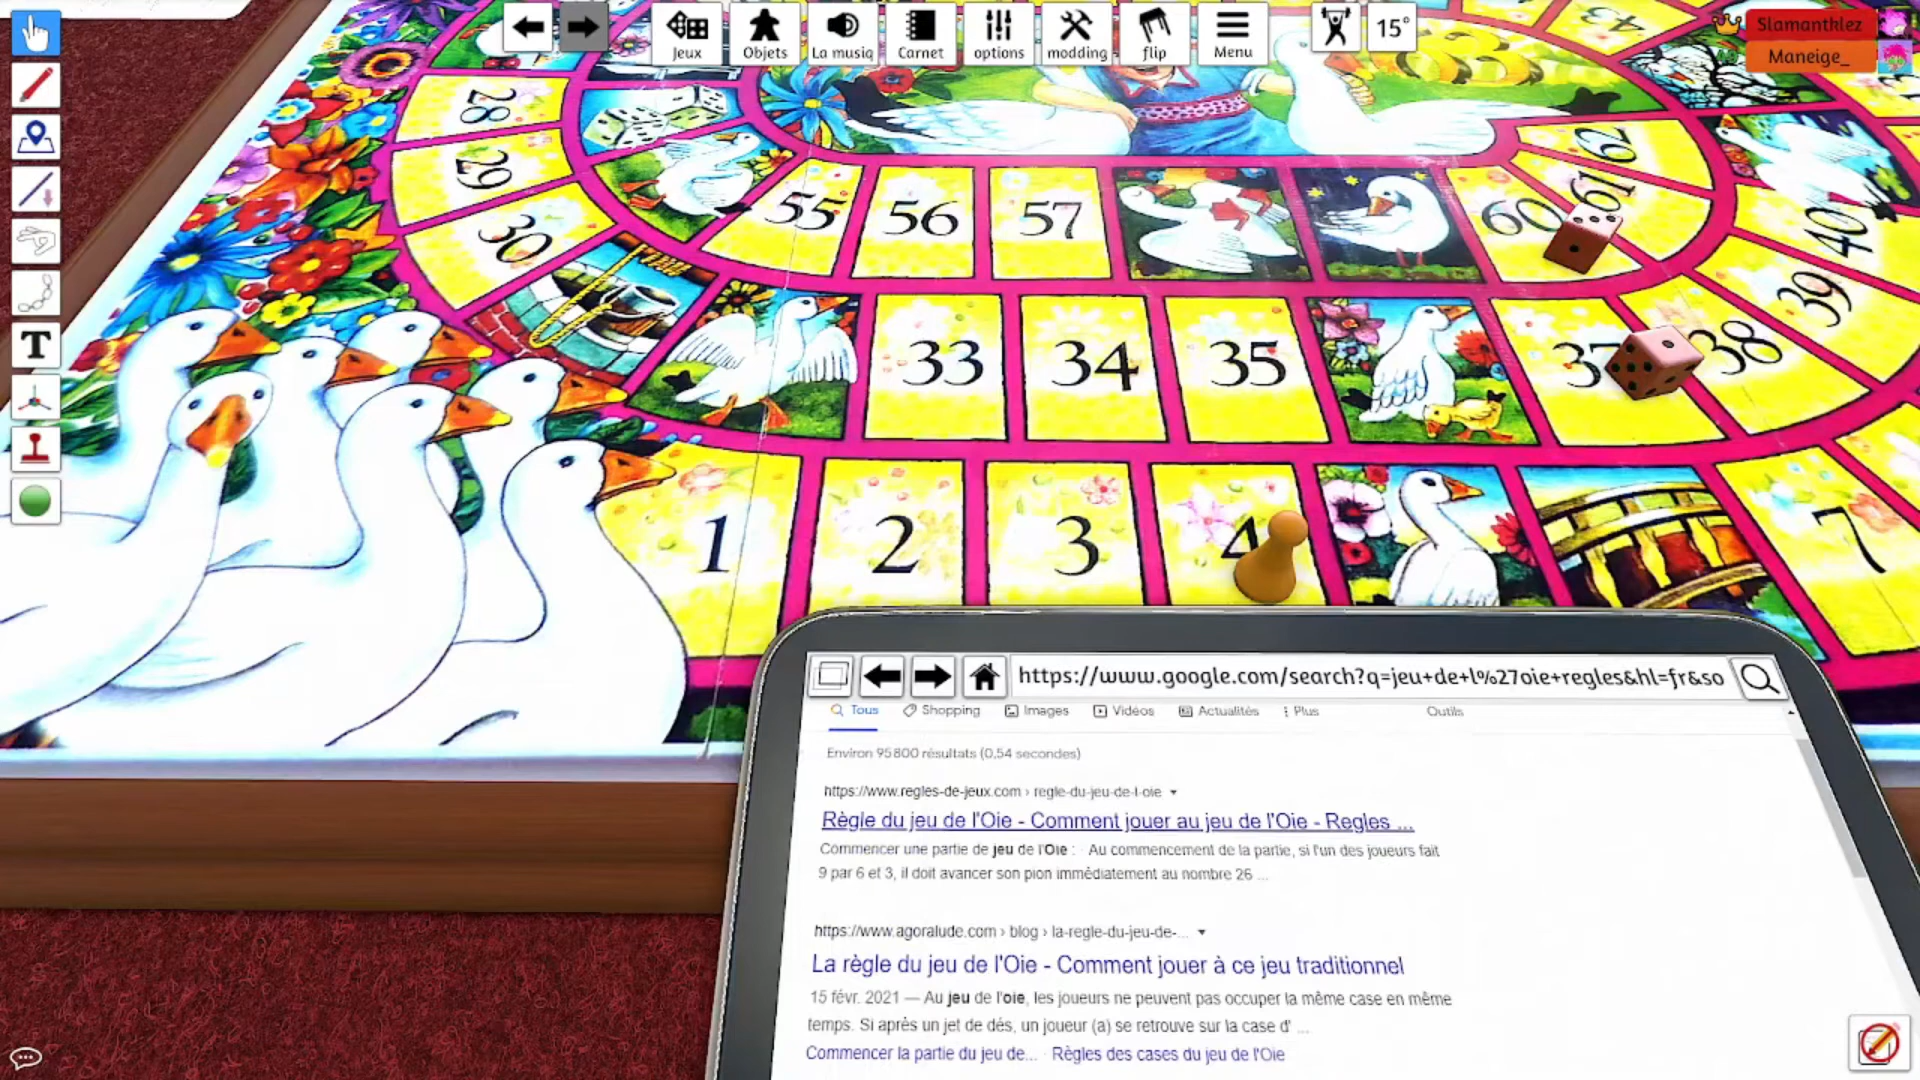 Jeux
Objets
La musiq
Carnet
options
modding
flip
Menu
15°
Slamanthlez
Maneige_
28
29
30
55
56
57
60
61
62
63
33
34
35
37
38
39
40
1
2
3
4
7
https://www.google.com/search?q=jeu+de+l%27oie+regles&hl=fr&so
Tous
Shopping
Images
Vidéos
Actualités
Plus
Outils
Environ 95 800 résultats (0,54 secondes)
https://www.regles-de-jeux.com › regle-du-jeu-de-l-oie
Règle du jeu de l'Oie - Comment jouer au jeu de l'Oie - Regles ...
Commencer une partie de jeu de l'Oie : · Au commencement de la partie, si l'un des joueurs fait
9 par 6 et 3, il doit avancer son pion immédiatement au nombre 26 ...
https://www.agoralude.com › blog › la-regle-du-jeu-de-...
La règle du jeu de l'Oie - Comment jouer à ce jeu traditionnel
15 févr. 2021 — Au jeu de l'oie, les joueurs ne peuvent pas occuper la même case en même
temps. Si après un jet de dés, un joueur (a) se retrouve sur la case d' ...
Commencer la partie du jeu de... · Règles des cases du jeu de l'Oie
T